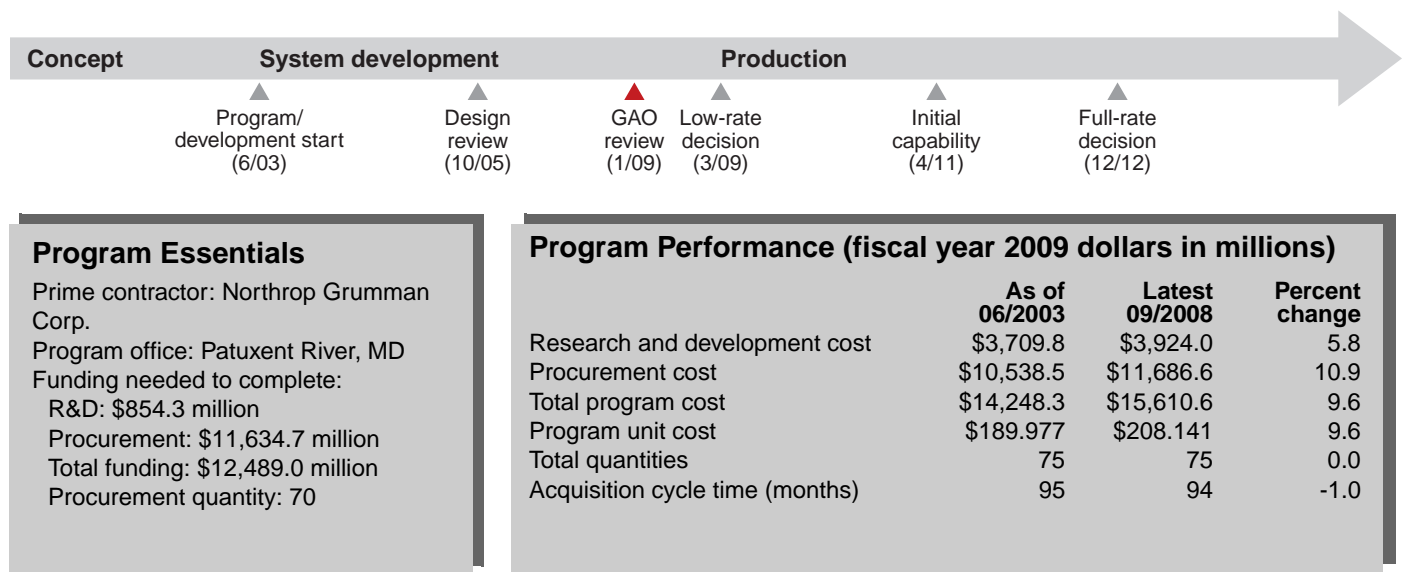 Concept System development Production
Program/
development start
(6/03)
Design
review
(10/05)
GAO
review
(1/09)
Low-rate
decision
(3/09)
Initial
capability
(4/11)
Full-rate
decision
(12/12)
Program Essentials
Prime contractor: Northrop Grumman
Corp.
Program office: Patuxent River, MD
Funding needed to complete:
R&D: $854.3 million
Procurement: $11,634.7 million
Total funding: $12,489.0 million
Procurement quantity: 70
Program Performance (fiscal year 2009 dollars in millions)
As of Latest Percent
06/2003 09/2008 change
Research and development cost $3,709.8 $3,924.0 5.8
Procurement cost $10,538.5 $11,686.6 10.9
Total program cost $14,248.3 $15,610.6 9.6
Program unit cost $189.977 $208.141 9.6
Total quantities 75 75 0.0
Acquisition cycle time (months) 95 94 -1.0